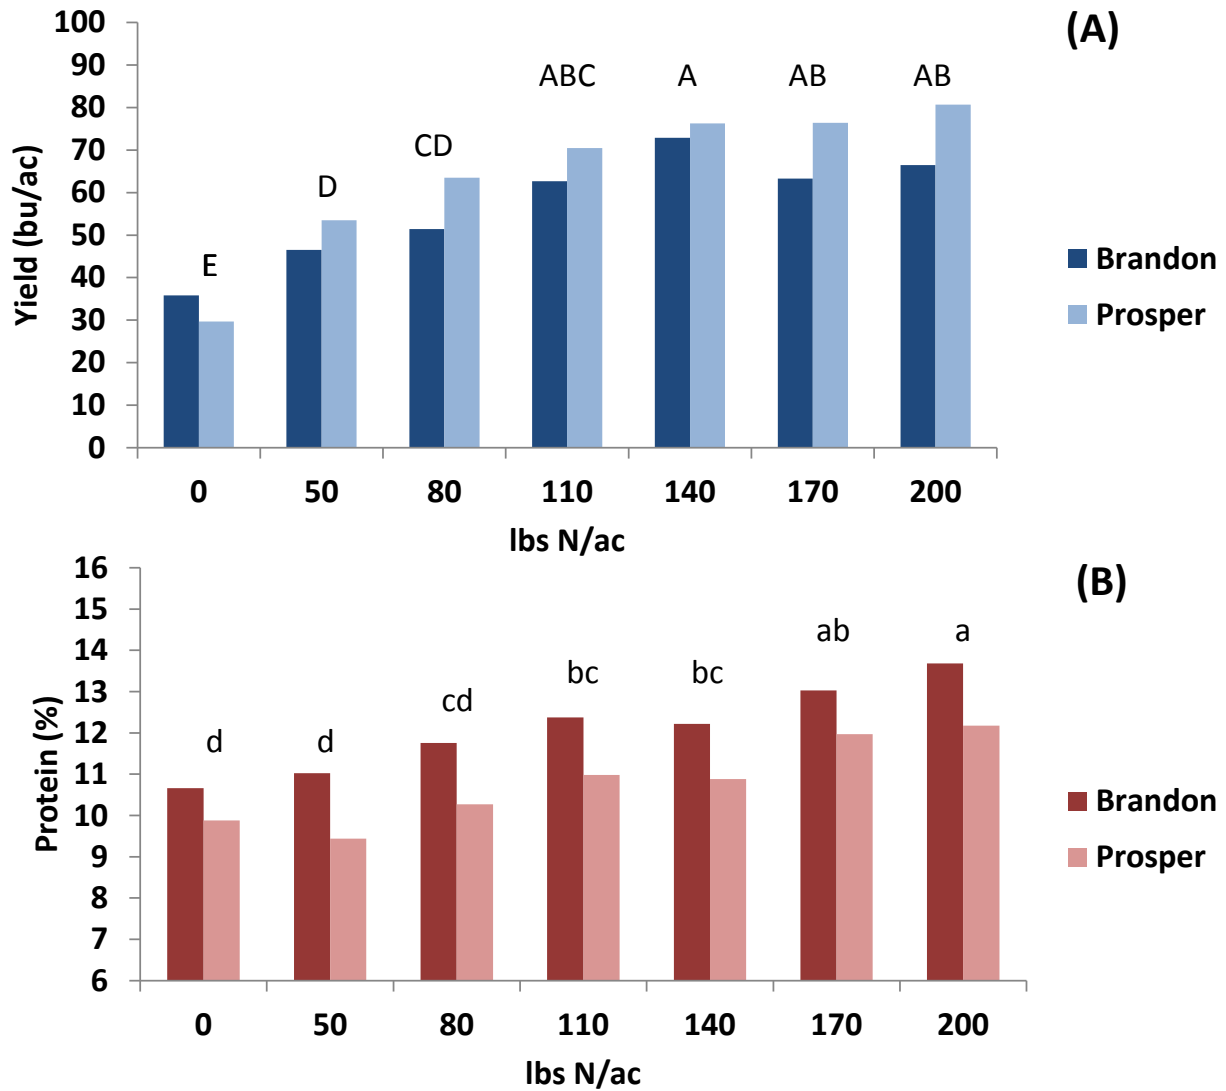 (A)
100
90
80
70
60
50
40
30
20
10
0
Yield (bu/ac)
E
D
CD
ABC
A
AB
AB
0 50 80 110 140 170 200
lbs N/ac
Brandon
Prosper
(B)
16
15
14
13
12
11
10
9
8
7
6
Protein (%)
d
d
cd
bc
bc
ab
a
0 50 80 110 140 170 200
lbs N/ac
Brandon
Prosper